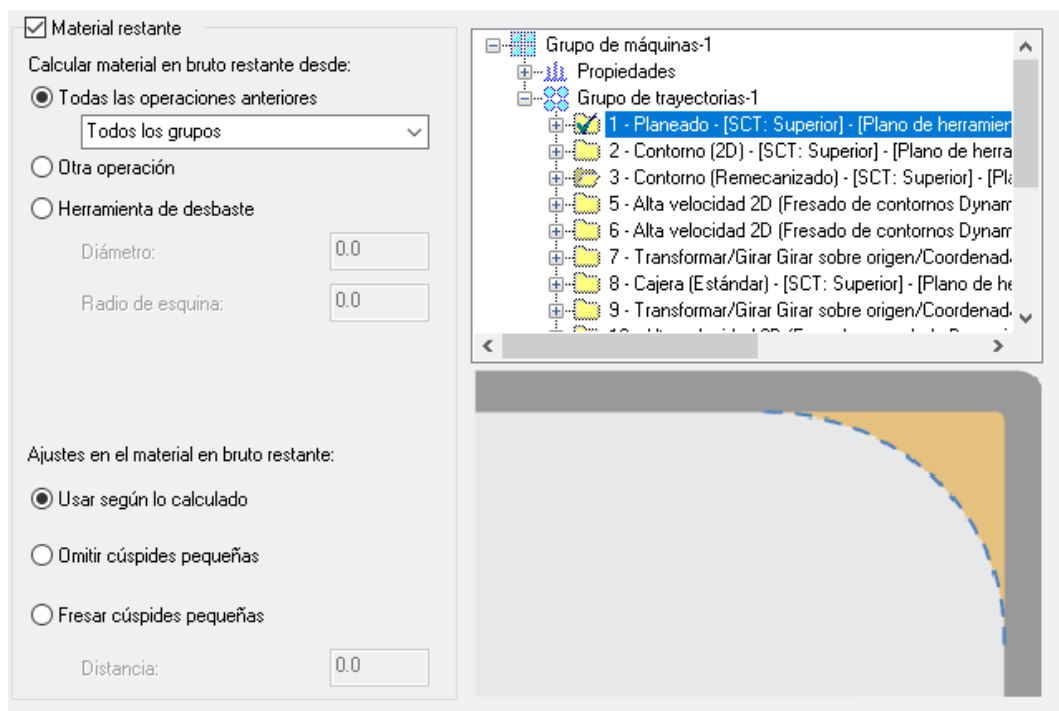 Material restante
Calcular material en bruto restante desde:
Todas las operaciones anteriores
Todos los grupos
Otra operación
Herramienta de desbaste
Diámetro:
0.0
Radio de esquina:
0.0
Ajustes en el material en bruto restante:
Usar según lo calculado
Omitir cúspides pequeñas
Fresar cúspides pequeñas
Distancia:
0.0
Grupo de máquinas-1
Propiedades
Grupo de trayectorias-1
1 - Planeado - [SCT: Superior] - [Plano de herramien
2 - Contorno (2D) - [SCT: Superior] - [Plano de herra
3 - Contorno (Remecanizado) - [SCT: Superior] - [Pla
5 - Alta velocidad 2D (Fresado de contornos Dynam
6 - Alta velocidad 2D (Fresado de contornos Dynam
7 - Transformar/Girar Girar sobre origen/Coordenad
8 - Cajera (Estándar) - [SCT: Superior] - [Plano de he
9 - Transformar/Girar Girar sobre origen/Coordenad